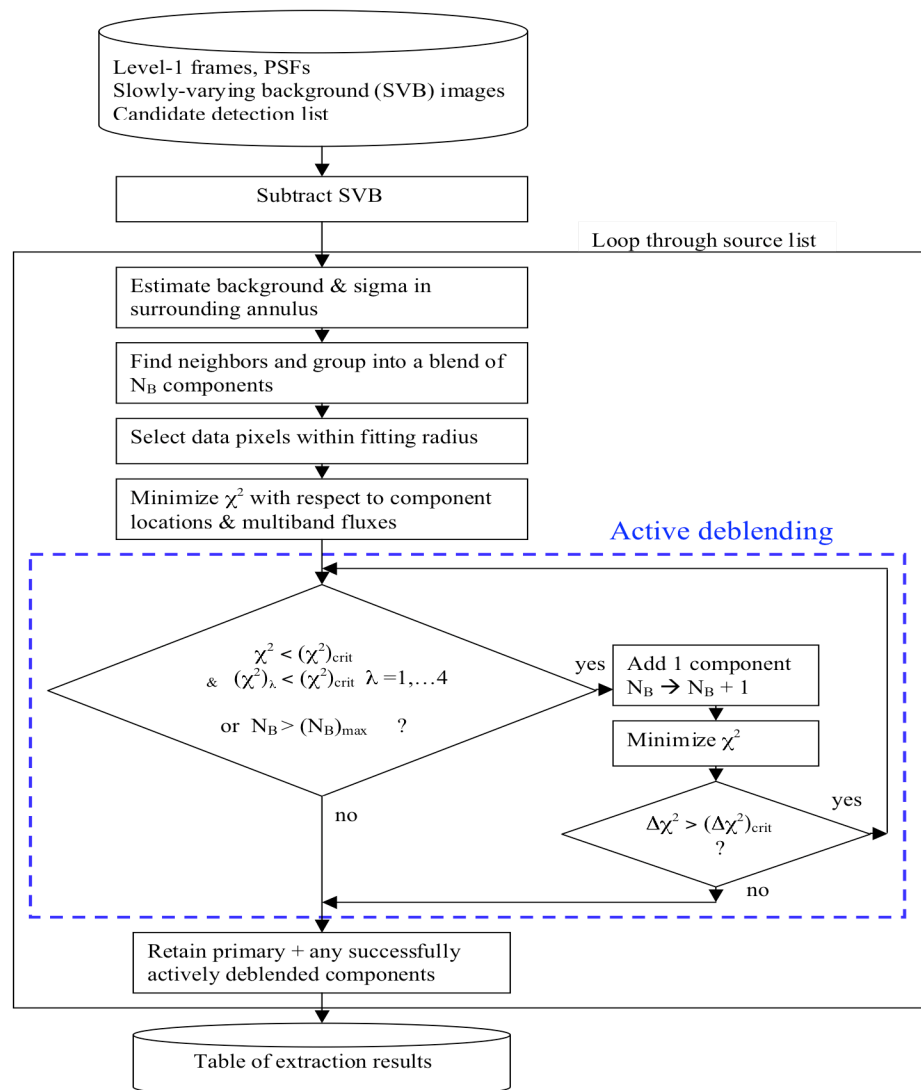 Level-1 frames, PSFs
Slowly-varying background (SVB) images
Candidate detection list
Subtract SVB
Loop through source list
Estimate background & sigma in
surrounding annulus
Find neighbors and group into a blend of
N_B components
Select data pixels within fitting radius
Minimize χ² with respect to component
locations & multiband fluxes
Active deblending
χ² < (χ²)crit
& (χ²)λ < (χ²)crit λ =1,…4
or N_B > (N_B)max ?
yes
Add 1 component
N_B → N_B + 1
Minimize χ²
Δχ² > (Δχ²)crit
?
yes
no
no
Retain primary + any successfully
actively deblended components
Table of extraction results